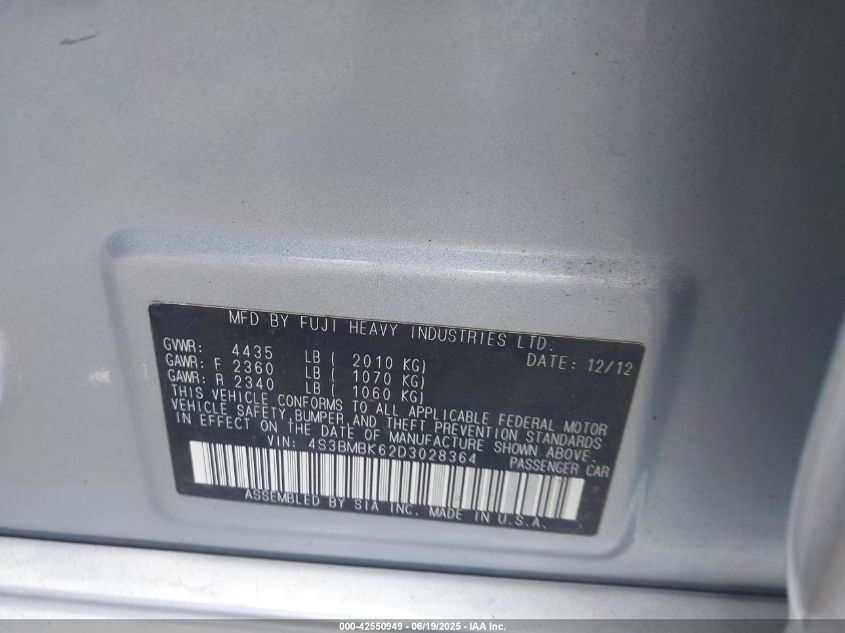 MFD BY FUJI HEAVY INDUSTRIES LTD.
GVWR: 4435 LB ( 2010 KG) DATE: 12/12
GAWR: F 2360 LB ( 1070 KG)
GAWR: R 2340 LB ( 1060 KG)
THIS VEHICLE CONFORMS TO ALL APPLICABLE FEDERAL MOTOR
VEHICLE SAFETY, BUMPER, AND THEFT PREVENTION STANDARDS
IN EFFECT ON THE DATE OF MANUFACTURE SHOWN ABOVE.
VIN: 4S3BMBK62D3028364 PASSENGER CAR
ASSEMBLED BY SIA INC. MADE IN U.S.A.
000-42550949 - 06/19/2025 - IAA Inc.